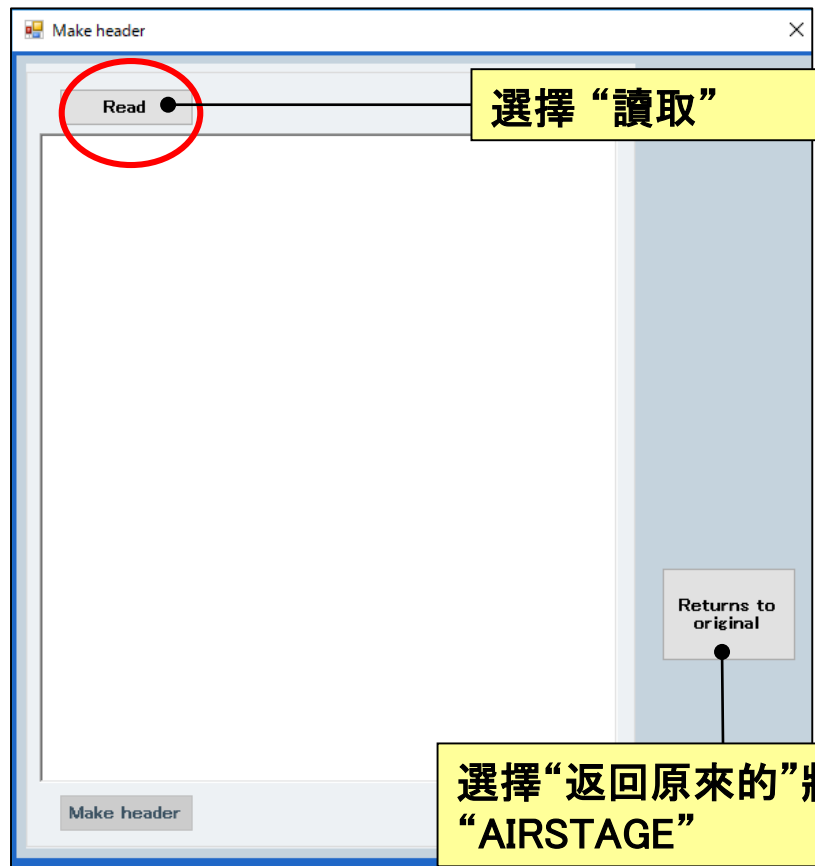 Make header
Read
選擇 “讀取”
Returns to
original
選擇“返回原來的”
“AIRSTAGE”
Make header